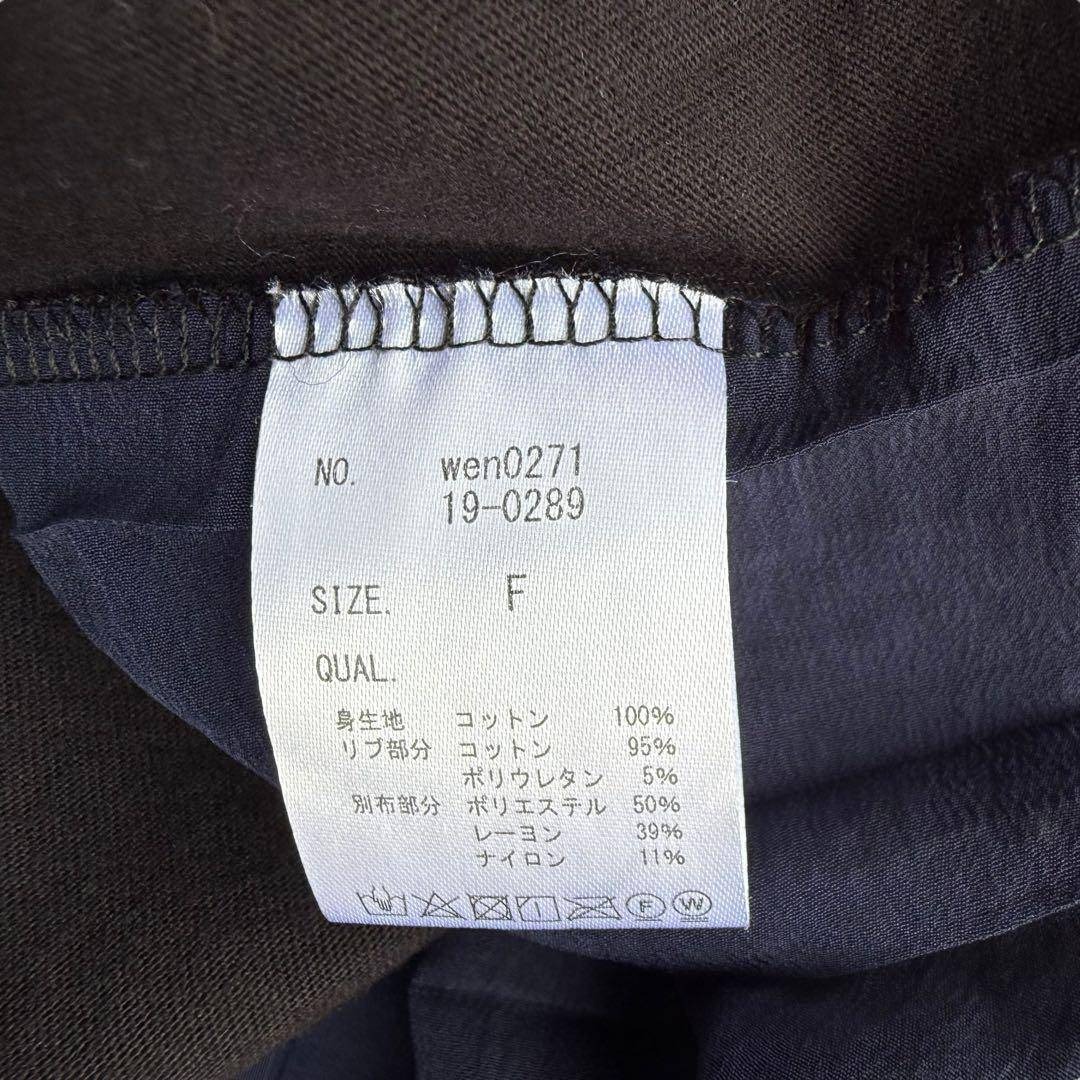 NO. wen0271
19-0289
SIZE. F
QUAL.
身生地 コットン 100%
リブ部分 コットン 95%
ポリウレタン 5%
別布部分 ポリエステル 50%
レーヨン 39%
ナイロン 11%
F W